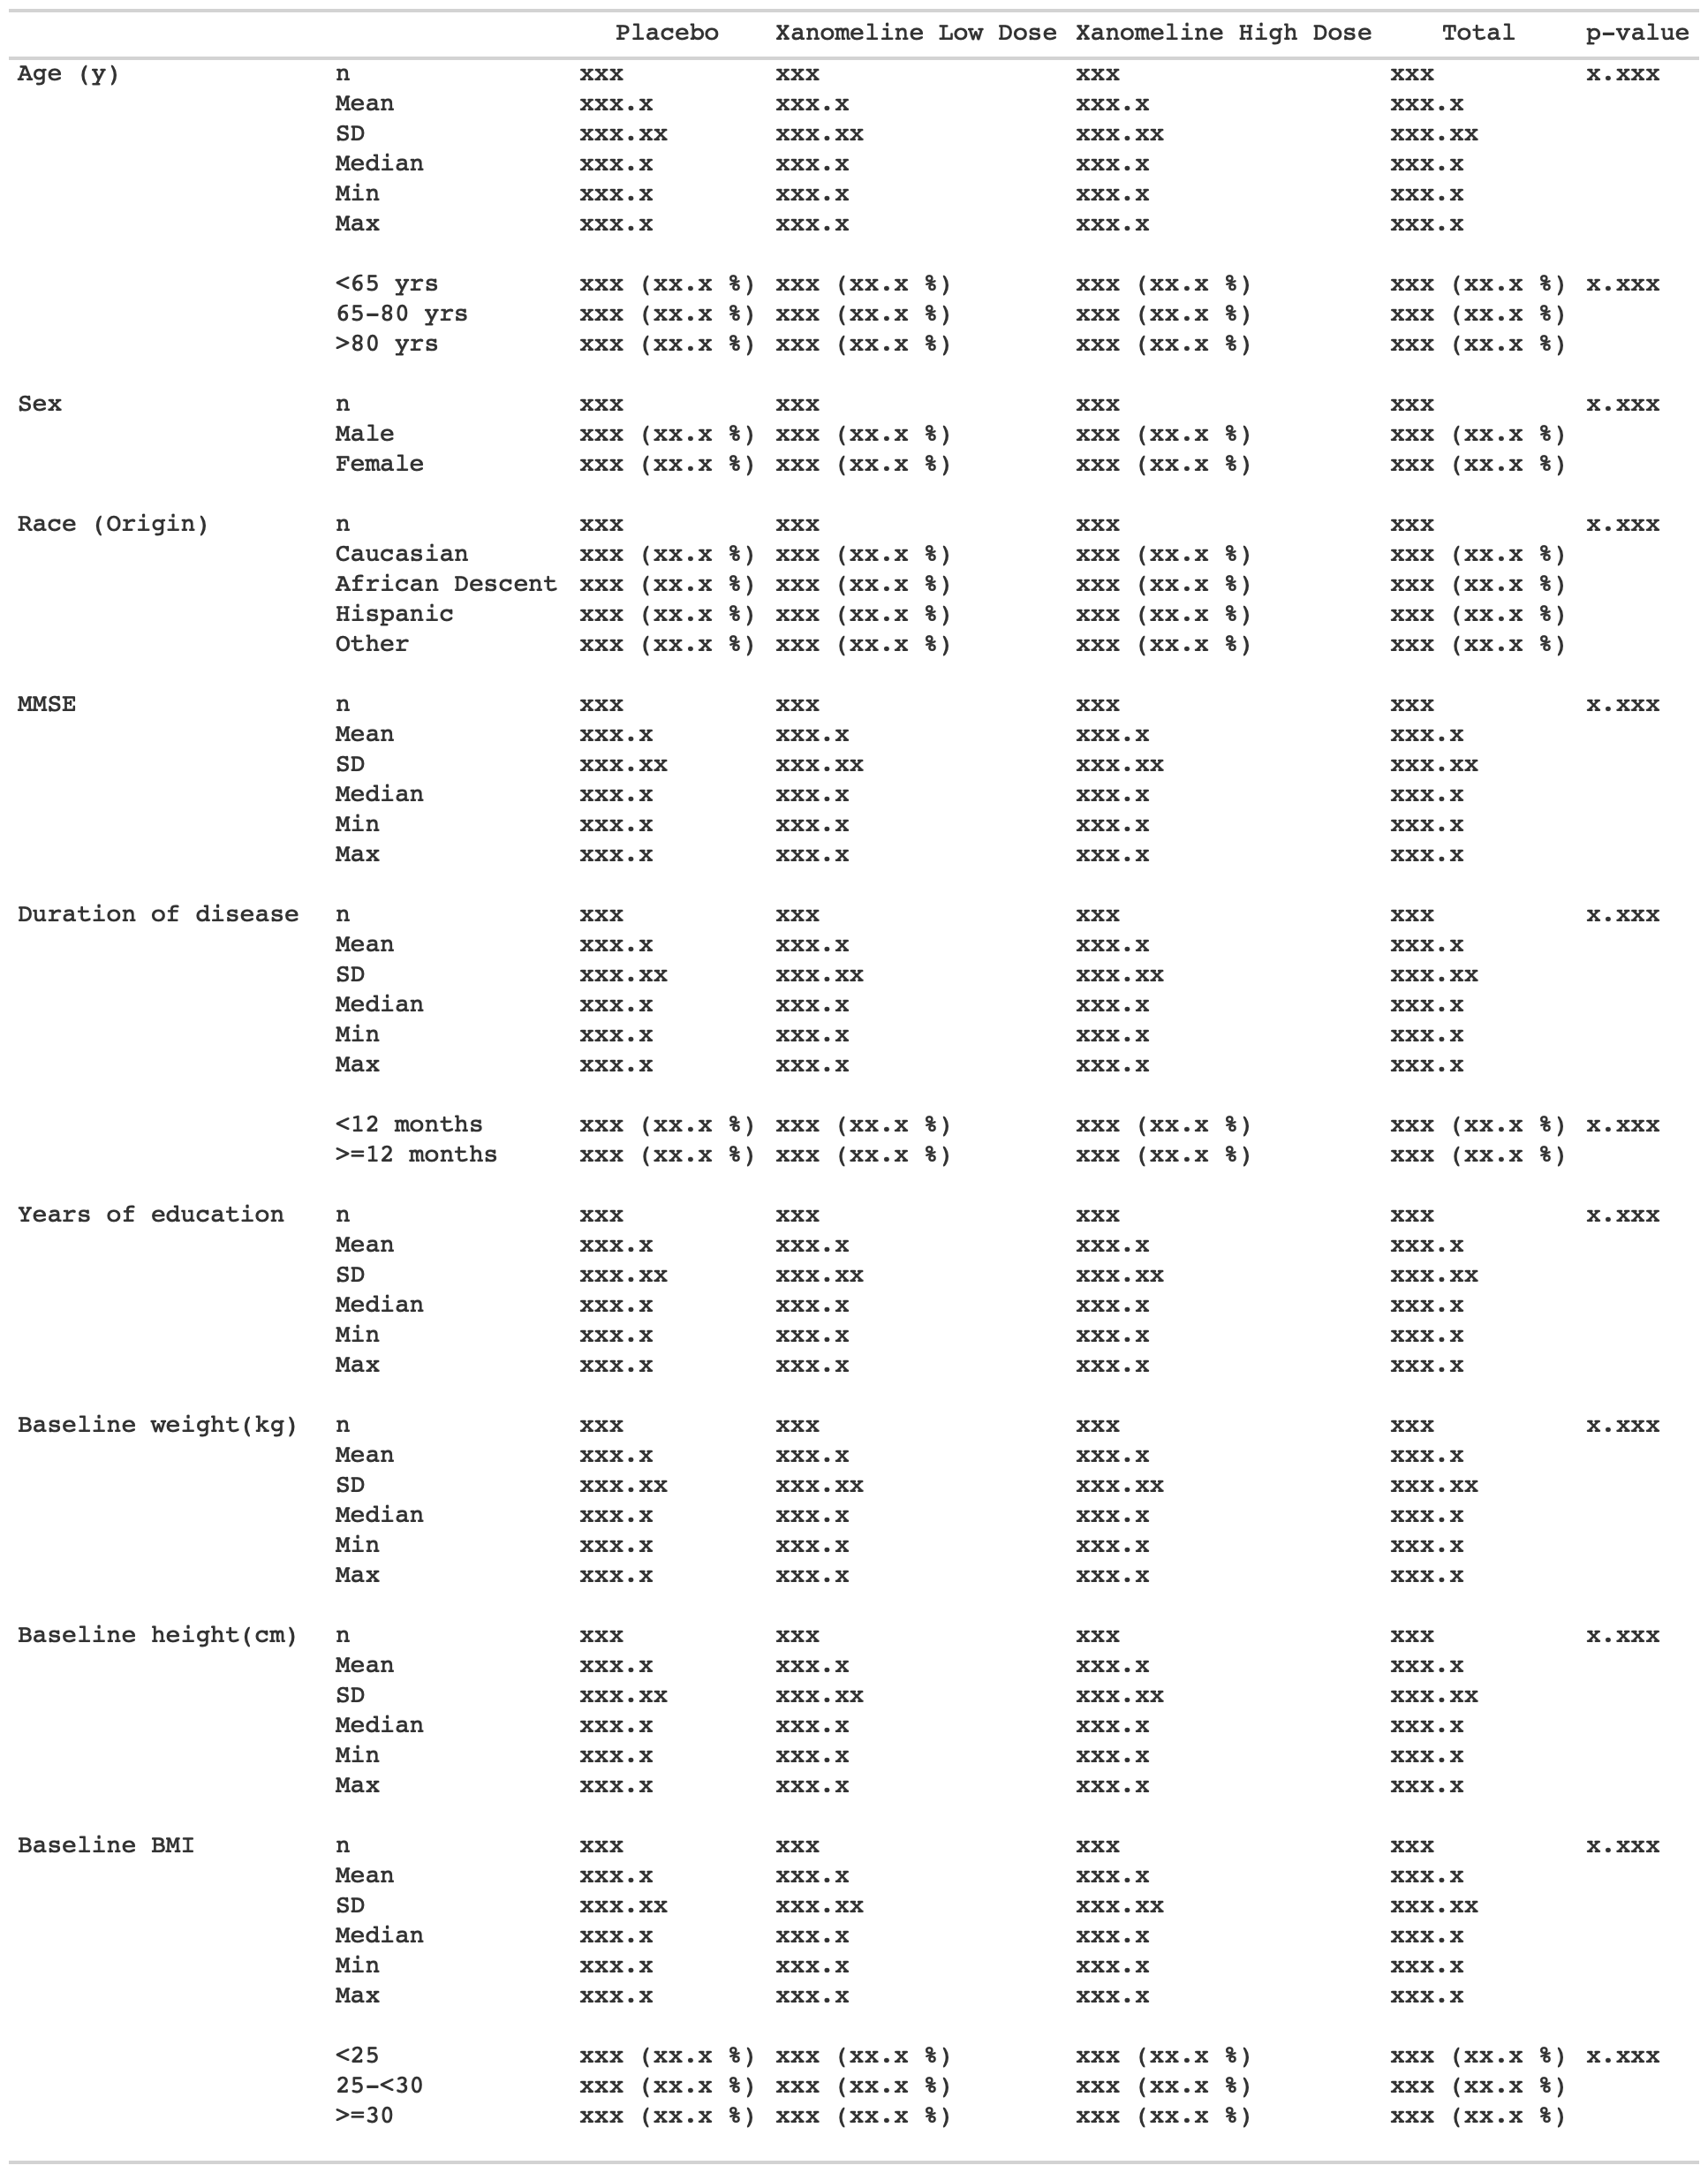 Placebo Xanomeline Low Dose Xanomeline High Dose Total p-value
Age (y) n xxx xxx xxx xxx x.xxx
Mean xxx.x xxx.x xxx.x xxx.x
SD xxx.xx xxx.xx xxx.xx xxx.xx
Median xxx.x xxx.x xxx.x xxx.x
Min xxx.x xxx.x xxx.x xxx.x
Max xxx.x xxx.x xxx.x xxx.x
<65 yrs xxx (xx.x %) xxx (xx.x %) xxx (xx.x %) xxx (xx.x %) x.xxx
65-80 yrs xxx (xx.x %) xxx (xx.x %) xxx (xx.x %) xxx (xx.x %)
>80 yrs xxx (xx.x %) xxx (xx.x %) xxx (xx.x %) xxx (xx.x %)
Sex n xxx xxx xxx xxx x.xxx
Male xxx (xx.x %) xxx (xx.x %) xxx (xx.x %) xxx (xx.x %)
Female xxx (xx.x %) xxx (xx.x %) xxx (xx.x %) xxx (xx.x %)
Race (Origin) n xxx xxx xxx xxx x.xxx
Caucasian xxx (xx.x %) xxx (xx.x %) xxx (xx.x %) xxx (xx.x %)
African Descent xxx (xx.x %) xxx (xx.x %) xxx (xx.x %) xxx (xx.x %)
Hispanic xxx (xx.x %) xxx (xx.x %) xxx (xx.x %) xxx (xx.x %)
Other xxx (xx.x %) xxx (xx.x %) xxx (xx.x %) xxx (xx.x %)
MMSE n xxx xxx xxx xxx x.xxx
Mean xxx.x xxx.x xxx.x xxx.x
SD xxx.xx xxx.xx xxx.xx xxx.xx
Median xxx.x xxx.x xxx.x xxx.x
Min xxx.x xxx.x xxx.x xxx.x
Max xxx.x xxx.x xxx.x xxx.x
Duration of disease n xxx xxx xxx xxx x.xxx
Mean xxx.x xxx.x xxx.x xxx.x
SD xxx.xx xxx.xx xxx.xx xxx.xx
Median xxx.x xxx.x xxx.x xxx.x
Min xxx.x xxx.x xxx.x xxx.x
Max xxx.x xxx.x xxx.x xxx.x
<12 months xxx (xx.x %) xxx (xx.x %) xxx (xx.x %) xxx (xx.x %) x.xxx
>=12 months xxx (xx.x %) xxx (xx.x %) xxx (xx.x %) xxx (xx.x %)
Years of education n xxx xxx xxx xxx x.xxx
Mean xxx.x xxx.x xxx.x xxx.x
SD xxx.xx xxx.xx xxx.xx xxx.xx
Median xxx.x xxx.x xxx.x xxx.x
Min xxx.x xxx.x xxx.x xxx.x
Max xxx.x xxx.x xxx.x xxx.x
Baseline weight(kg) n xxx xxx xxx xxx x.xxx
Mean xxx.x xxx.x xxx.x xxx.x
SD xxx.xx xxx.xx xxx.xx xxx.xx
Median xxx.x xxx.x xxx.x xxx.x
Min xxx.x xxx.x xxx.x xxx.x
Max xxx.x xxx.x xxx.x xxx.x
Baseline height(cm) n xxx xxx xxx xxx x.xxx
Mean xxx.x xxx.x xxx.x xxx.x
SD xxx.xx xxx.xx xxx.xx xxx.xx
Median xxx.x xxx.x xxx.x xxx.x
Min xxx.x xxx.x xxx.x xxx.x
Max xxx.x xxx.x xxx.x xxx.x
Baseline BMI n xxx xxx xxx xxx x.xxx
Mean xxx.x xxx.x xxx.x xxx.x
SD xxx.xx xxx.xx xxx.xx xxx.xx
Median xxx.x xxx.x xxx.x xxx.x
Min xxx.x xxx.x xxx.x xxx.x
Max xxx.x xxx.x xxx.x xxx.x
<25 xxx (xx.x %) xxx (xx.x %) xxx (xx.x %) xxx (xx.x %) x.xxx
25-<30 xxx (xx.x %) xxx (xx.x %) xxx (xx.x %) xxx (xx.x %)
>=30 xxx (xx.x %) xxx (xx.x %) xxx (xx.x %) xxx (xx.x %)